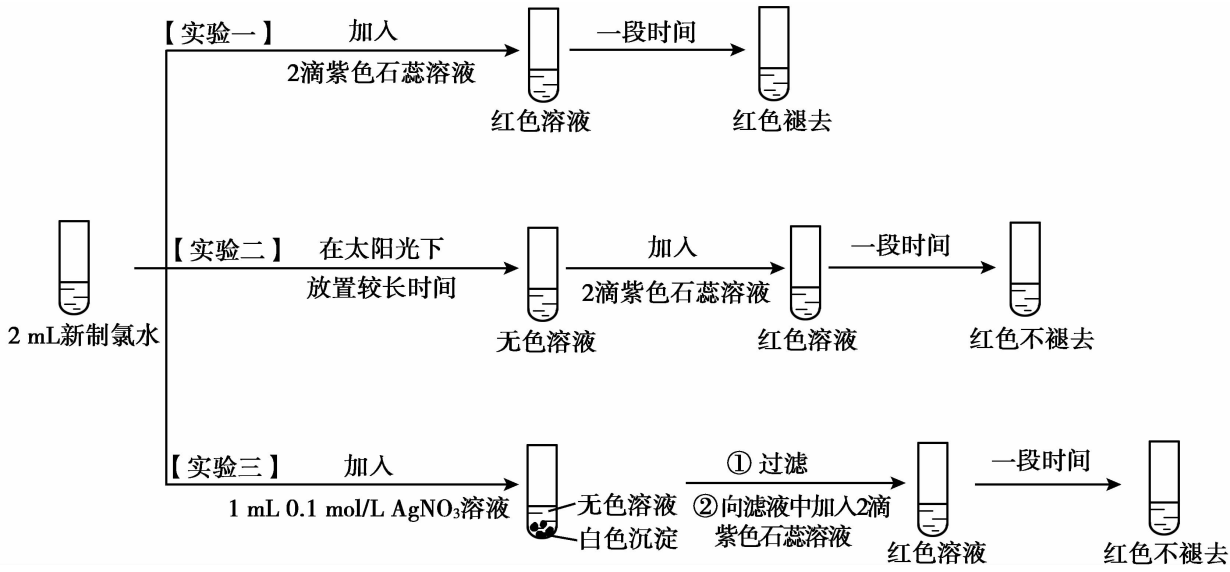 【实验一】 加入
2滴紫色石蕊溶液
一段时间
红色溶液
红色褪去
2 mL新制氯水
【实验二】 在太阳光下
放置较长时间
加入
2滴紫色石蕊溶液
一段时间
无色溶液
红色溶液
红色不褪去
【实验三】 加入
1 mL 0.1 mol/L AgNO₃溶液
无色溶液
白色沉淀
① 过滤
② 向滤液中加入2滴
紫色石蕊溶液
一段时间
红色溶液
红色不褪去